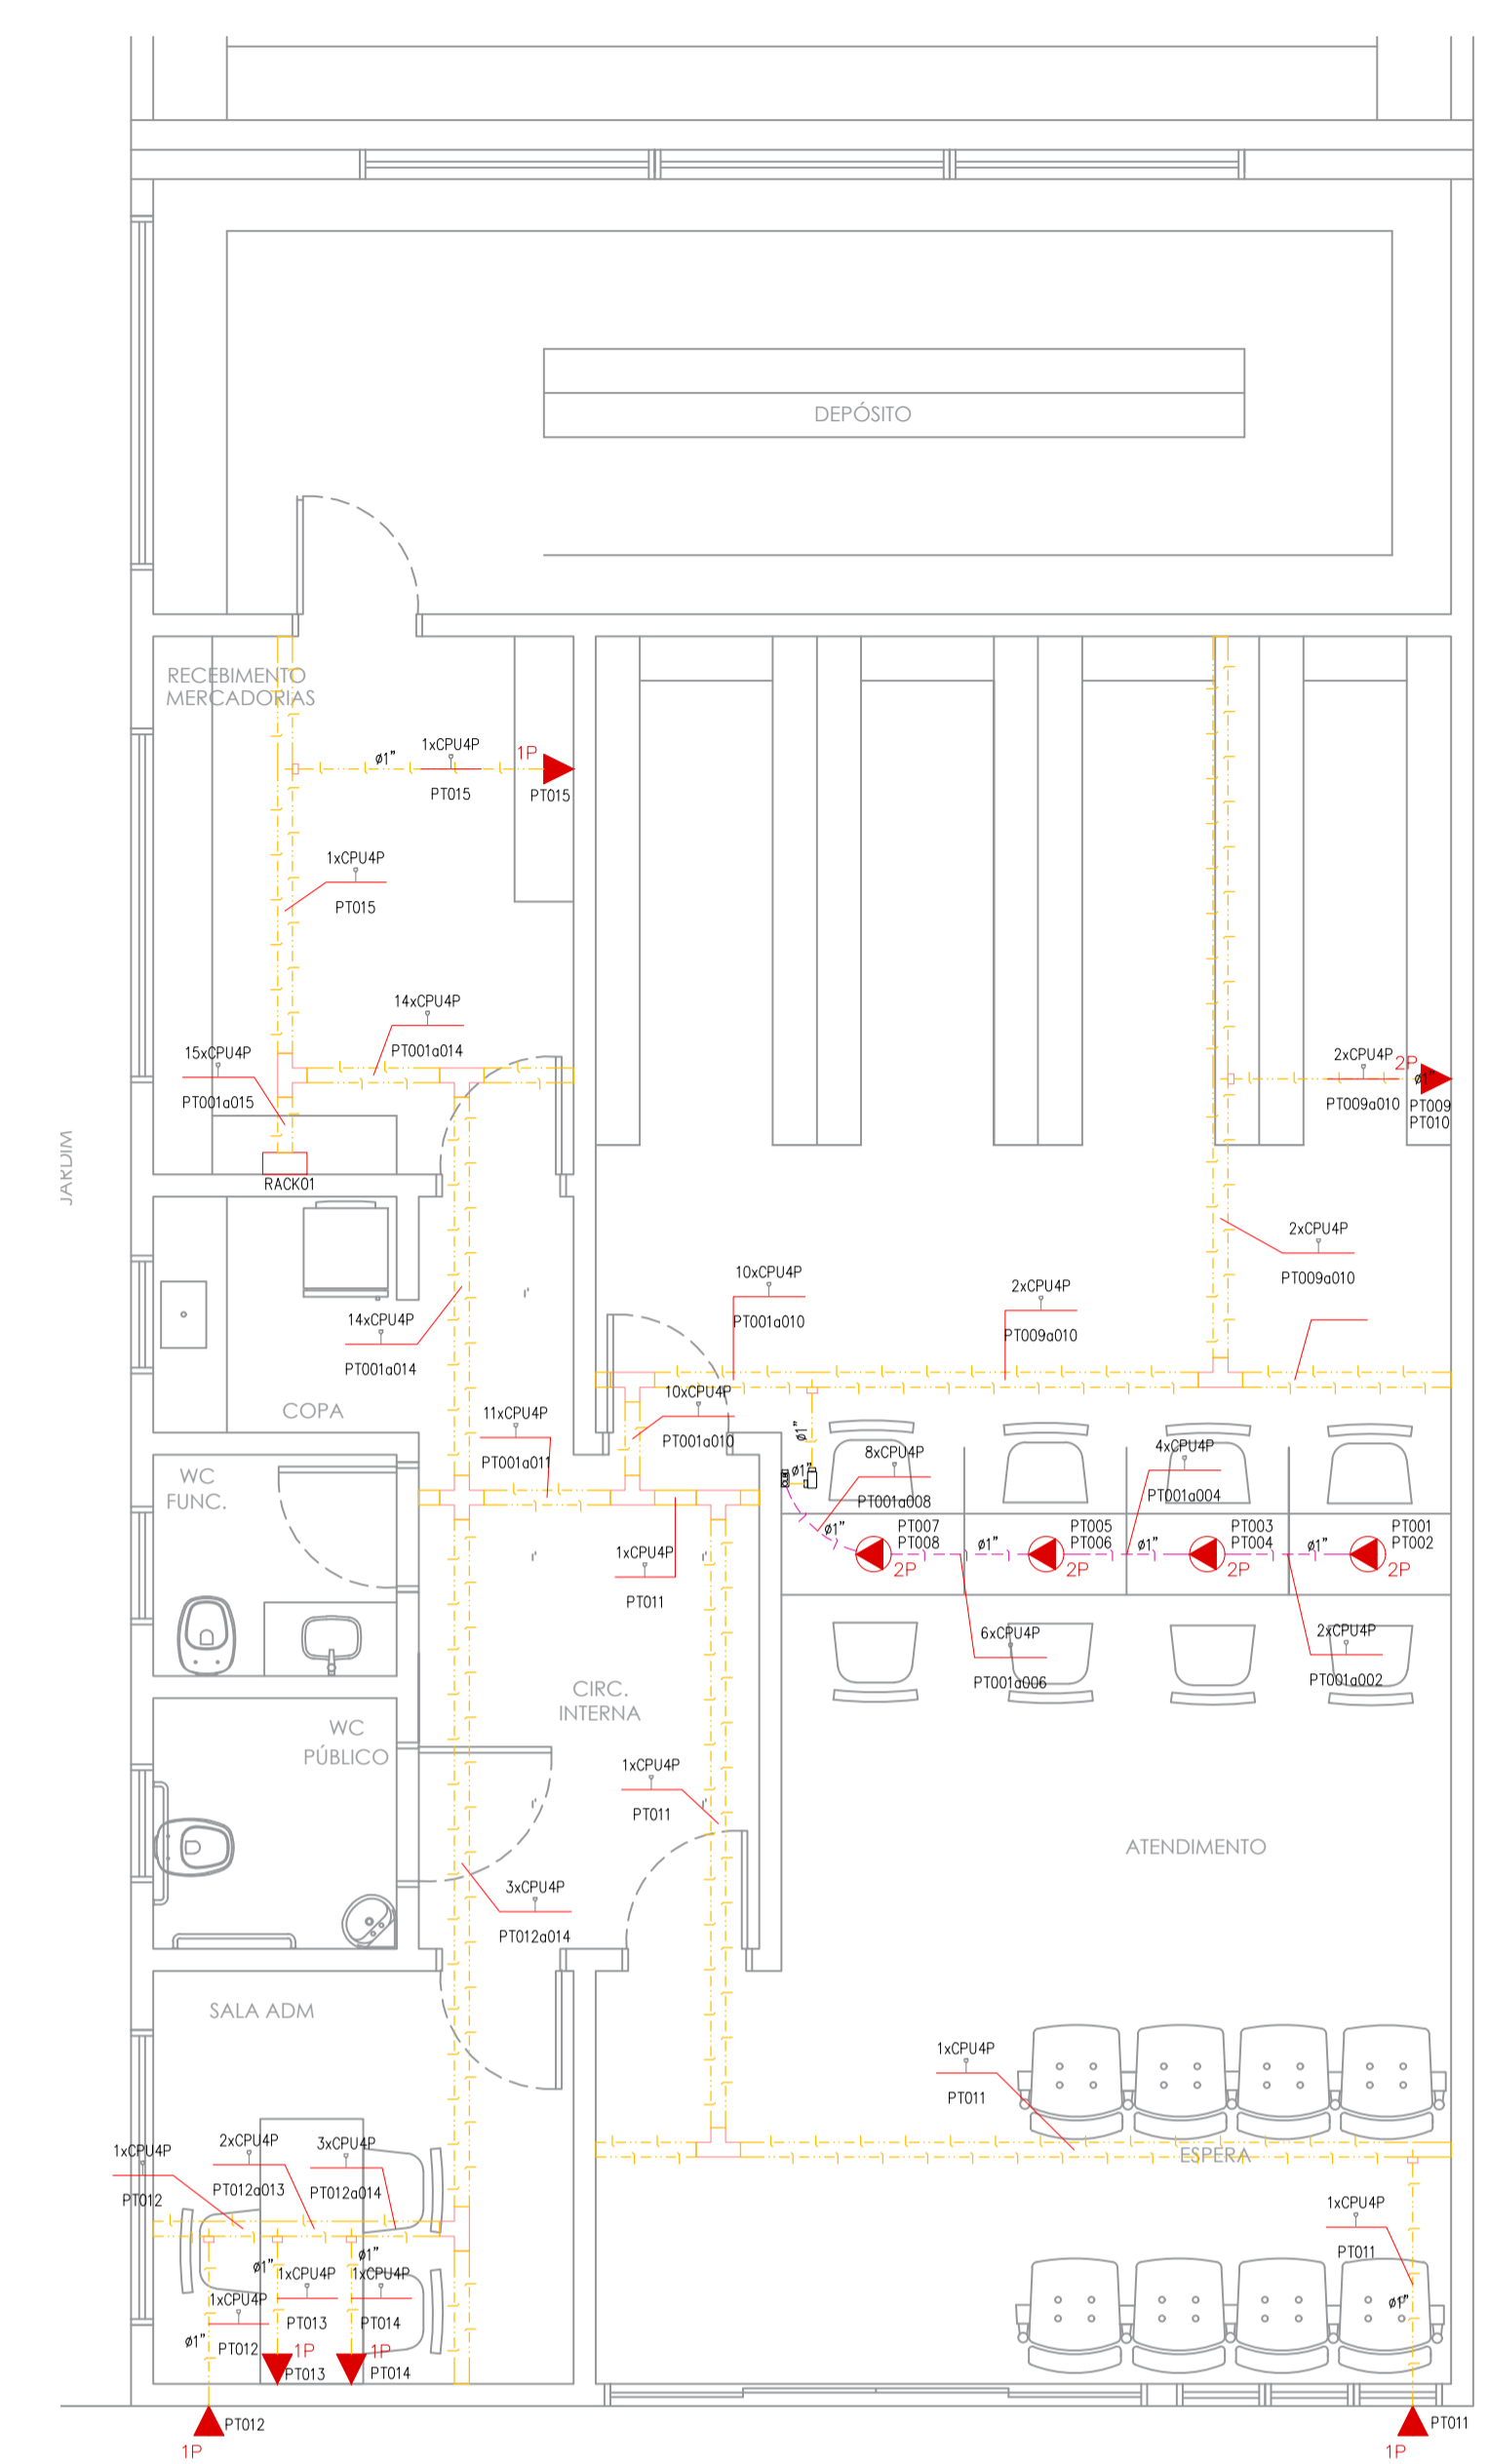 DEPÓSITO
RECEBIMENTO
MERCADORIAS
ø1"
1xCPU4P
PT015
1P
PT015
1xCPU4P
PT015
14xCPU4P
PT001a014
15xCPU4P
PT001a015
RACK01
JARDIM
2xCPU4P
PT009a010
2P
ø1"
PT009
PT010
2xCPU4P
PT009a010
10xCPU4P
PT001a010
2xCPU4P
PT009a010
14xCPU4P
PT001a014
COPA
11xCPU4P
PT001a011
10xCPU4P
PT001a010
ø1"
ø1"
8xCPU4P
PT001a008
ø1"
4xCPU4P
PT001a004
WC
FUNC.
PT007
PT008
2P
ø1"
PT005
PT006
2P
ø1"
PT003
PT004
2P
ø1"
PT001
PT002
2P
1xCPU4P
PT011
6xCPU4P
PT001a006
2xCPU4P
PT001a002
CIRC.
INTERNA
WC
PÚBLICO
1xCPU4P
PT011
ATENDIMENTO
3xCPU4P
PT012a014
SALA ADM
1xCPU4P
PT011
ESPERA
1xCPU4P
PT012
2xCPU4P
PT012a013
3xCPU4P
PT012a014
1xCPU4P
PT011
ø1"
ø1"
ø1"
1xCPU4P
PT013
1xCPU4P
PT014
1xCPU4P
PT012
ø1"
1P
PT013
1P
PT014
PT012
1P
PT011
1P